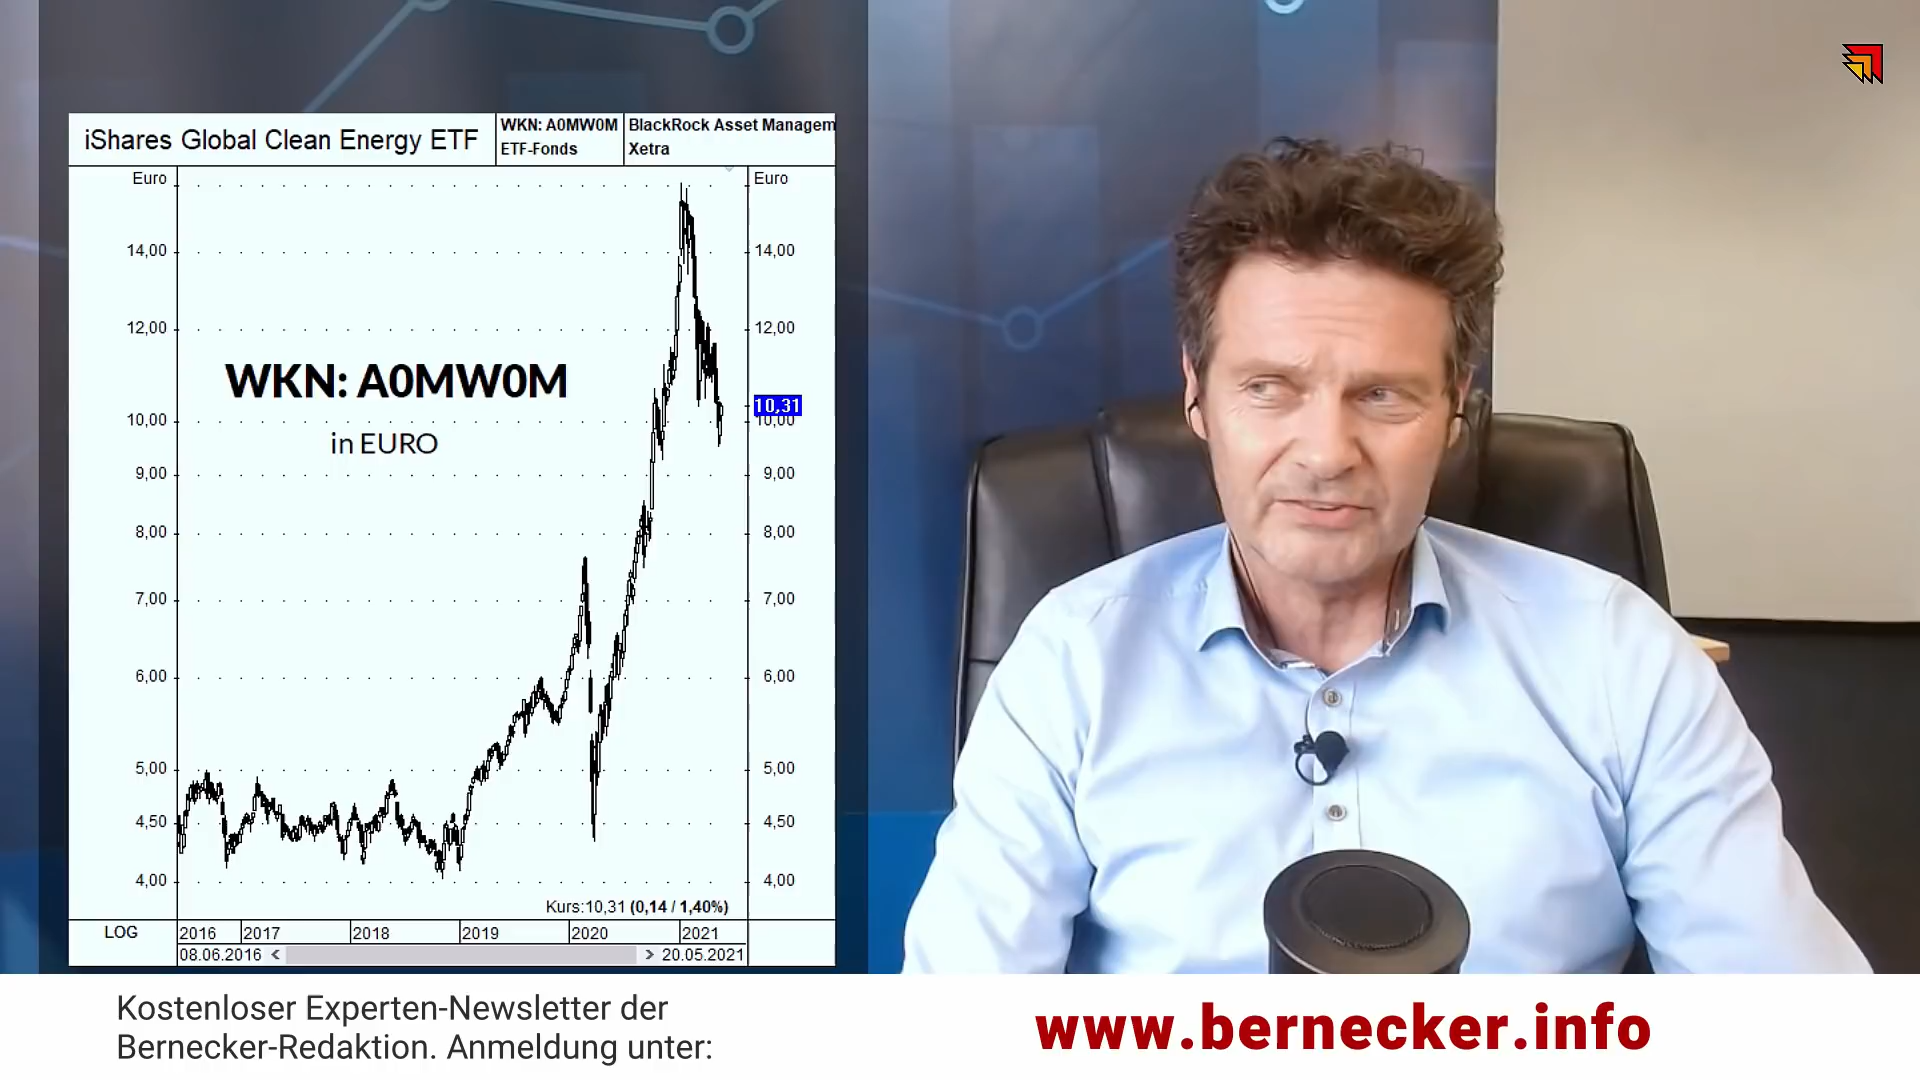 iShares Global Clean Energy ETF
WKN: A0MW0M
ETF-Fonds
BlackRock Asset Managem
Xetra
Euro
Euro
14,00
14,00
12,00
12,00
WKN: A0MW0M
10,31
10,00
10,00
in EURO
9,00
9,00
8,00
8,00
7,00
7,00
6,00
6,00
5,00
5,00
4,50
4,50
4,00
4,00
Kurs:10,31 (0,14 / 1,40%)
LOG
2016
2017
2018
2019
2020
2021
08.06.2016 <
> 20.05.2021
Kostenloser Experten-Newsletter der
Bernecker-Redaktion. Anmeldung unter:
www.bernecker.info